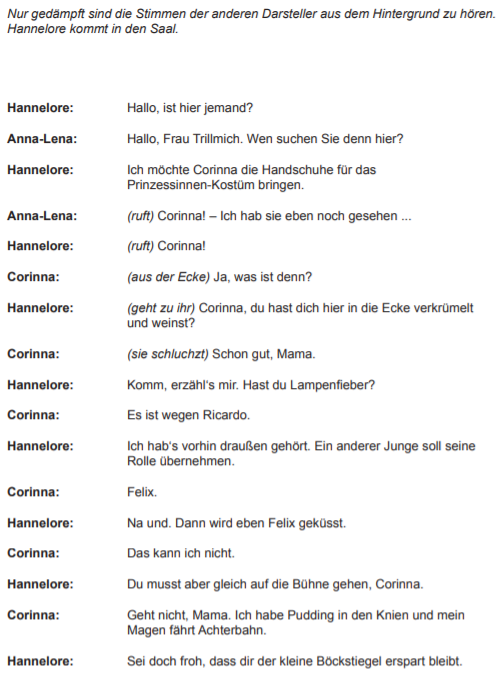 Nur gedämpft sind die Stimmen der anderen Darsteller aus dem Hintergrund zu hören.
Hannelore kommt in den Saal.
Hannelore: Hallo, ist hier jemand?
Anna-Lena: Hallo, Frau Trillmich. Wen suchen Sie denn hier?
Hannelore: Ich möchte Corinna die Handschuhe für das
Prinzessinnen-Kostüm bringen.
Anna-Lena: (ruft) Corinna! – Ich hab sie eben noch gesehen ...
Hannelore: (ruft) Corinna!
Corinna: (aus der Ecke) Ja, was ist denn?
Hannelore: (geht zu ihr) Corinna, du hast dich hier in die Ecke verkrümelt
und weinst?
Corinna: (sie schluchzt) Schon gut, Mama.
Hannelore: Komm, erzähl‘s mir. Hast du Lampenfieber?
Corinna: Es ist wegen Ricardo.
Hannelore: Ich hab‘s vorhin draußen gehört. Ein anderer Junge soll seine
Rolle übernehmen.
Corinna: Felix.
Hannelore: Na und. Dann wird eben Felix geküsst.
Corinna: Das kann ich nicht.
Hannelore: Du musst aber gleich auf die Bühne gehen, Corinna.
Corinna: Geht nicht, Mama. Ich habe Pudding in den Knien und mein
Magen fährt Achterbahn.
Hannelore: Sei doch froh, dass dir der kleine Böckstiegel erspart bleibt.